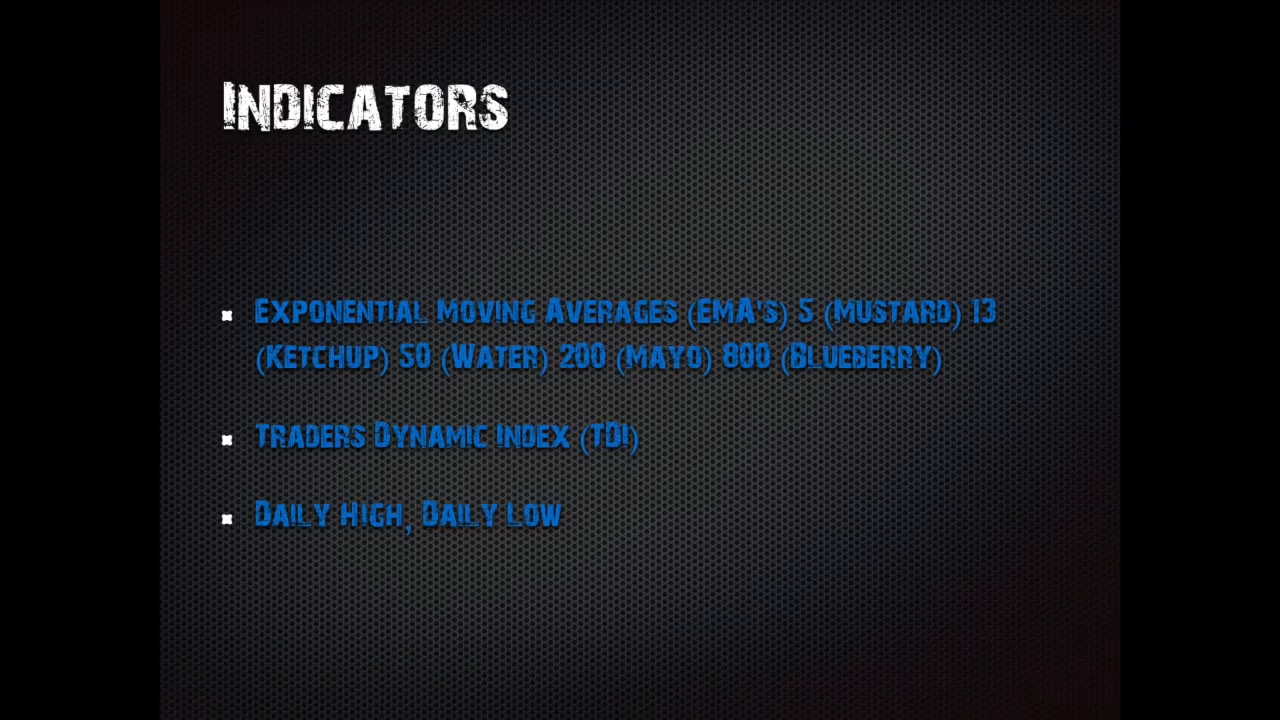 Indicators
Exponential moving Averages (EMA's) 5 (mustard) 13
(Ketchup) 50 (Water) 200 (mayo) 800 (Blueberry)
Traders Dynamic Index (TDI)
Daily High, Daily Low